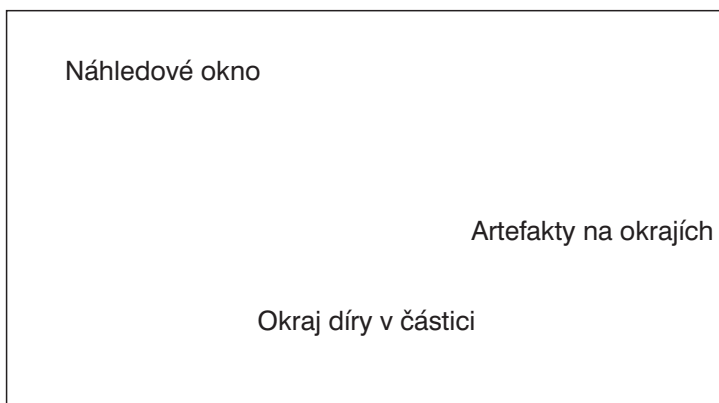 Náhledové okno
Artefakty na okrajích
Okraj díry v částici